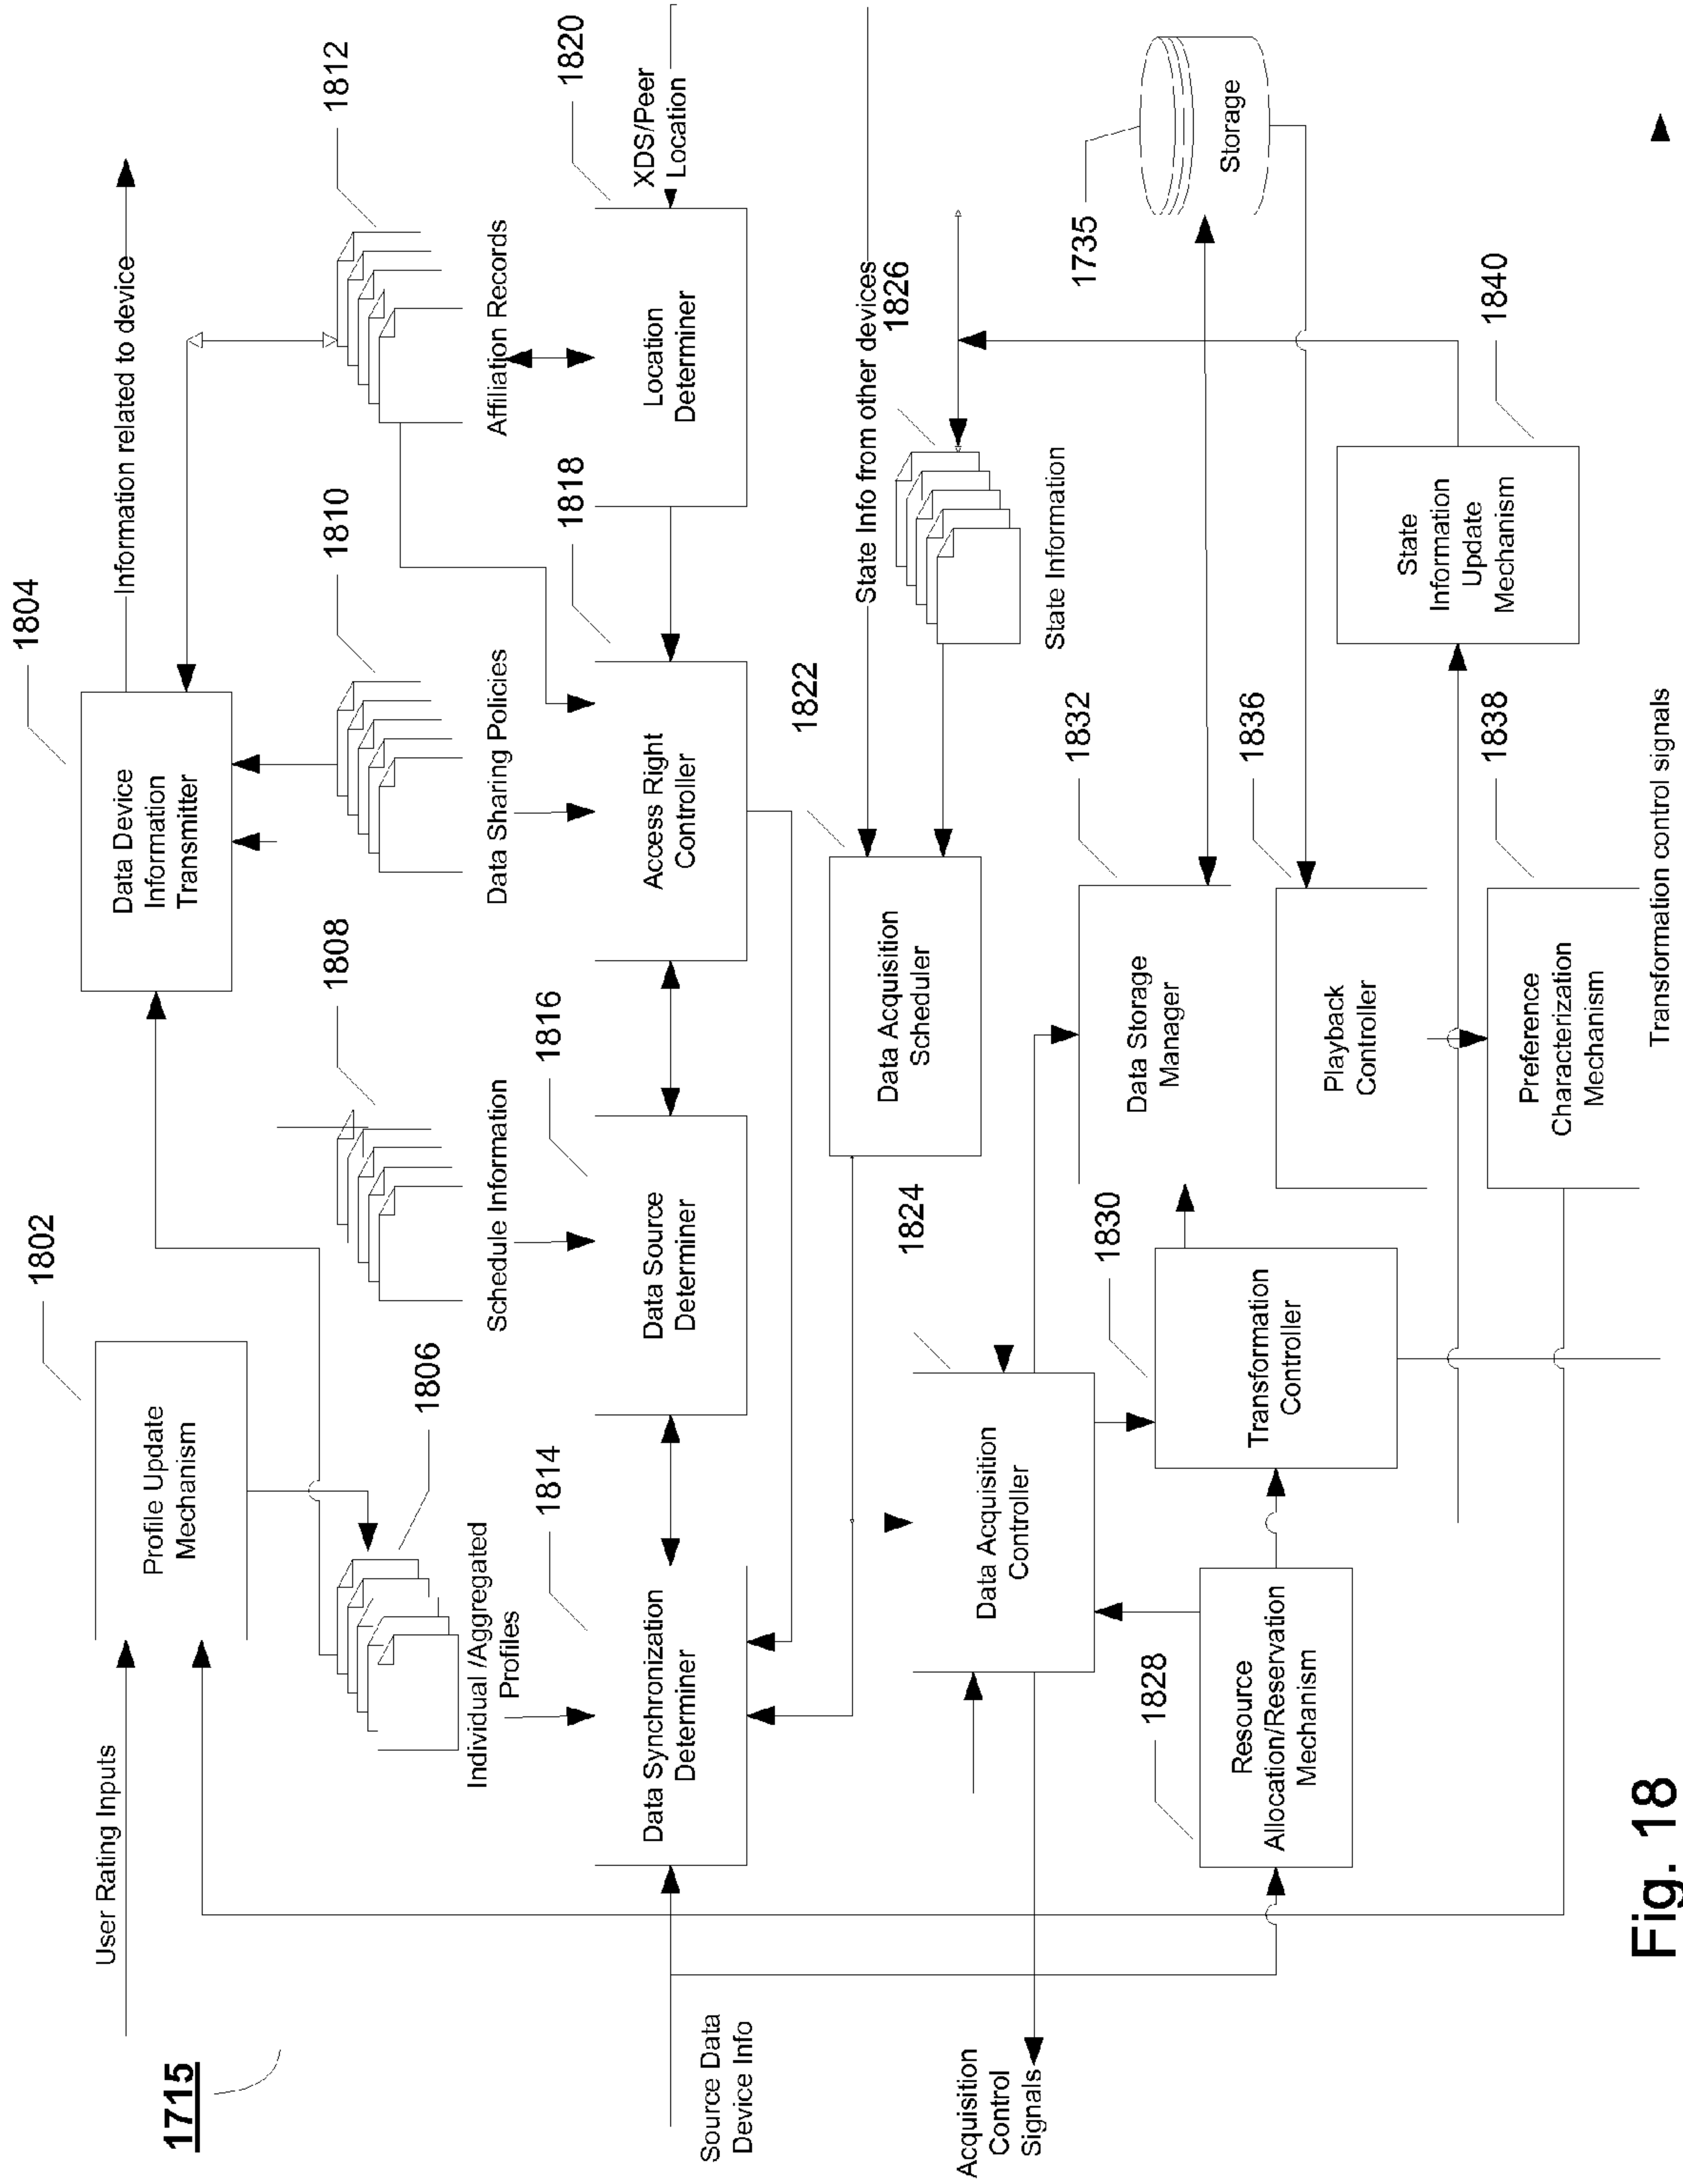 1715
User Rating Inputs
1802
Profile Update
Mechanism
1804
Data Device
Information
Transmitter
Information related to device
1806
Individual /Aggregated
Profiles
1808
Schedule Information
1810
Data Sharing Policies
1812
Affiliation Records
1814
Data Synchronization
Determiner
1816
Data Source
Determiner
1818
Access Right
Controller
1820
Location
Determiner
XDS/Peer
Location
Source Data
Device Info
1822
Data Acquisition
Scheduler
State Info from other devices
1826
State Information
Acquisition
Control
Signals
1824
Data Acquisition
Controller
1828
Resource
Allocation/Reservation
Mechanism
1830
Transformation
Controller
1832
Data Storage
Manager
1735
Storage
1836
Playback
Controller
1838
Preference
Characterization
Mechanism
1840
State
Information
Update
Mechanism
Transformation control signals
Fig. 18